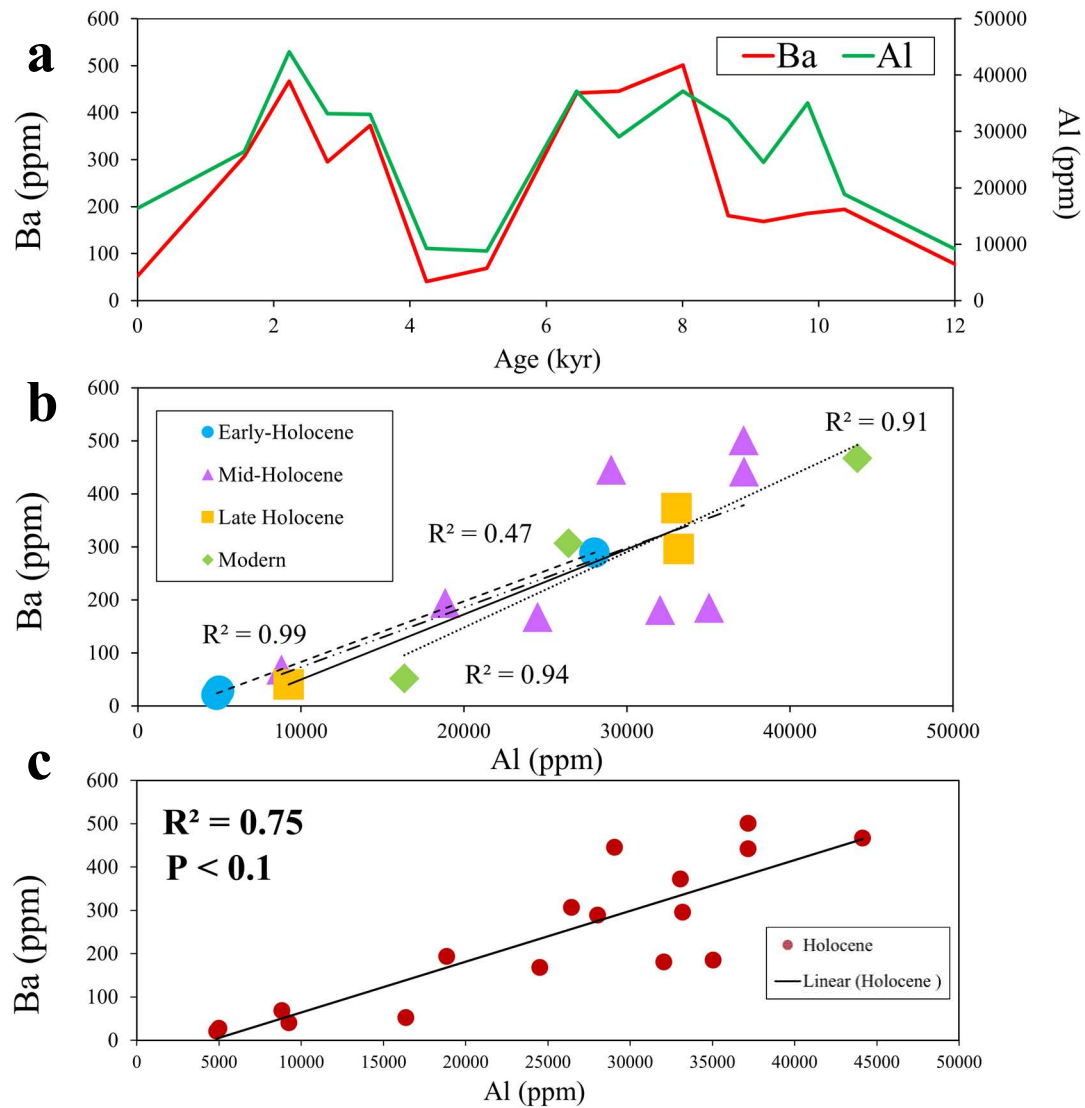 a
Ba Al
600
500
400
300
200
100
0
Ba (ppm)
50000
40000
30000
20000
10000
0
Al (ppm)
0 2 4 6 8 10 12
Age (kyr)
b
600
500
400
300
200
100
0
Ba (ppm)
Early-Holocene
Mid-Holocene
Late Holocene
Modern
R² = 0.91
R² = 0.47
R² = 0.99
R² = 0.94
0 10000 20000 30000 40000 50000
Al (ppm)
c
600
500
400
300
200
100
0
Ba (ppm)
R² = 0.75
P < 0.1
Holocene
Linear (Holocene )
0 5000 10000 15000 20000 25000 30000 35000 40000 45000 50000
Al (ppm)